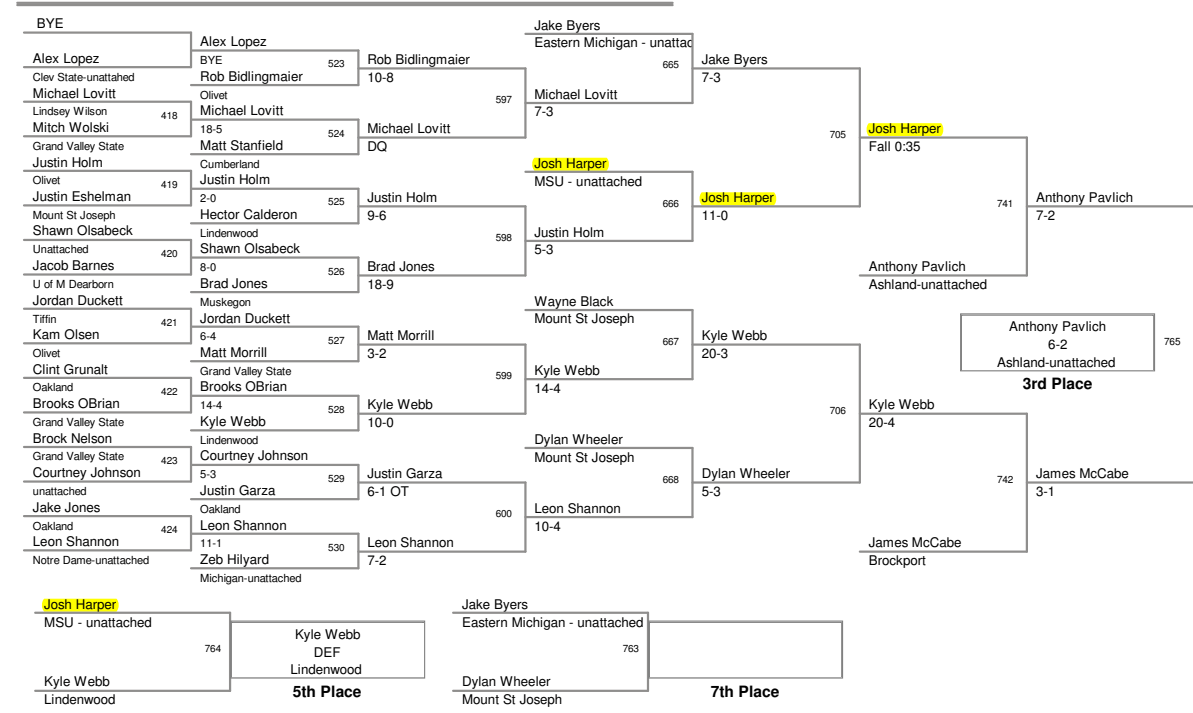 BYE
Alex Lopez
Clev State-unattahed
Michael Lovitt
Lindsey Wilson
418
Mitch Wolski
Grand Valley State
Justin Holm
Olivet
419
Justin Eshelman
Mount St Joseph
Shawn Olsabeck
Unattached
420
Jacob Barnes
U of M Dearborn
Jordan Duckett
Tiffin
421
Kam Olsen
Olivet
Clint Grunalt
Oakland
422
Brooks OBrian
Grand Valley State
Brock Nelson
Grand Valley State
423
Courtney Johnson
unattached
Jake Jones
Oakland
424
Leon Shannon
Notre Dame-unattached
Alex Lopez
BYE
523
Rob Bidlingmaier
Olivet
Michael Lovitt
18-5
524
Matt Stanfield
Cumberland
Justin Holm
2-0
525
Hector Calderon
Lindenwood
Shawn Olsabeck
8-0
526
Brad Jones
Muskegon
Jordan Duckett
6-4
527
Matt Morrill
Grand Valley State
Brooks OBrian
14-4
528
Kyle Webb
Lindenwood
Courtney Johnson
5-3
529
Justin Garza
Oakland
Leon Shannon
11-1
530
Zeb Hilyard
Michigan-unattached
Rob Bidlingmaier
10-8
597
Michael Lovitt
DQ
Justin Holm
9-6
598
Brad Jones
18-9
Matt Morrill
3-2
599
Kyle Webb
10-0
Justin Garza
6-1 OT
600
Leon Shannon
7-2
Jake Byers
Eastern Michigan - unattac
665
Michael Lovitt
7-3
Josh Harper
MSU - unattached
666
Justin Holm
5-3
Wayne Black
Mount St Joseph
667
Kyle Webb
14-4
Dylan Wheeler
Mount St Joseph
668
Leon Shannon
10-4
Jake Byers
7-3
705
Josh Harper
11-0
Kyle Webb
20-3
706
Dylan Wheeler
5-3
Josh Harper
Fall 0:35
741
Anthony Pavlich
Ashland-unattached
Kyle Webb
20-4
742
James McCabe
Brockport
Anthony Pavlich
7-2
Anthony Pavlich
6-2
765
Ashland-unattached
3rd Place
James McCabe
3-1
Josh Harper
MSU - unattached
764
Kyle Webb
Lindenwood
Kyle Webb
DEF
Lindenwood
5th Place
Jake Byers
Eastern Michigan - unattached
763
Dylan Wheeler
Mount St Joseph
7th Place